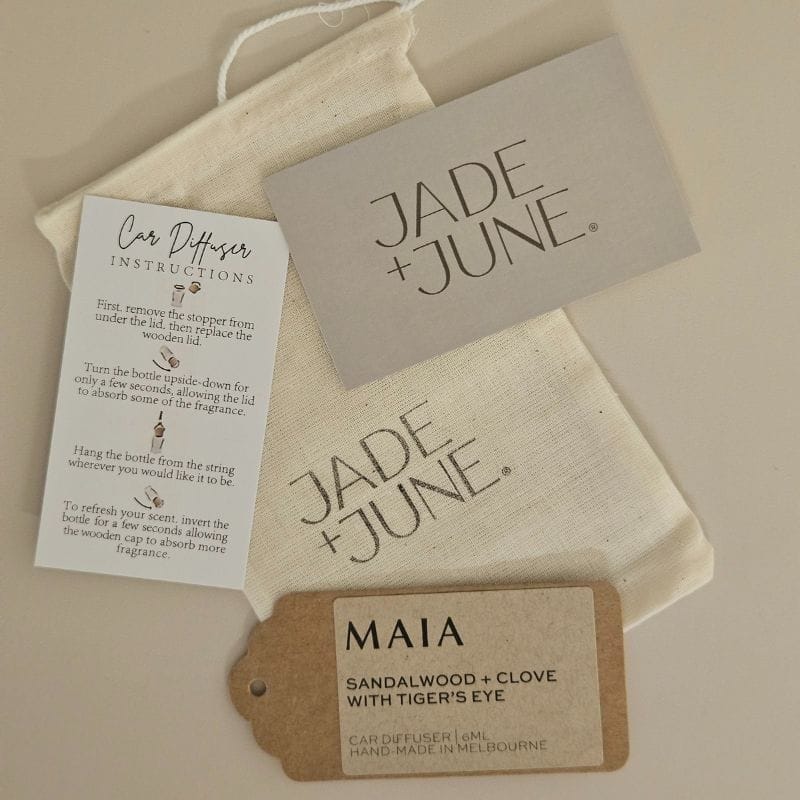 JADE
+JUNE®
Car Diffuser
INSTRUCTIONS
First, remove the stopper from
under the lid, then replace the
wooden lid.
Turn the bottle upside-down for
only a few seconds, allowing the lid
to absorb some of the fragrance.
Hang the bottle from the string
wherever you would like it to be.
To refresh your scent, invert the
bottle for a few seconds allowing
the wooden cap to absorb more
fragrance.
JADE
+JUNE®
MAIA
SANDALWOOD + CLOVE
WITH TIGER'S EYE
CAR DIFFUSER | 6ML
HAND-MADE IN MELBOURNE